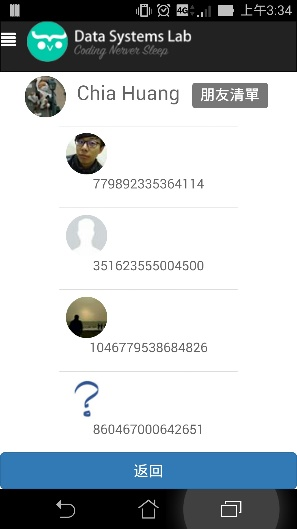 4G
上午3:34
Data Systems Lab
Coding Nerver Sleep
Chia Huang 朋友清單
779892335364114
351623555004500
1046779538684826
?
860467000642651
返回